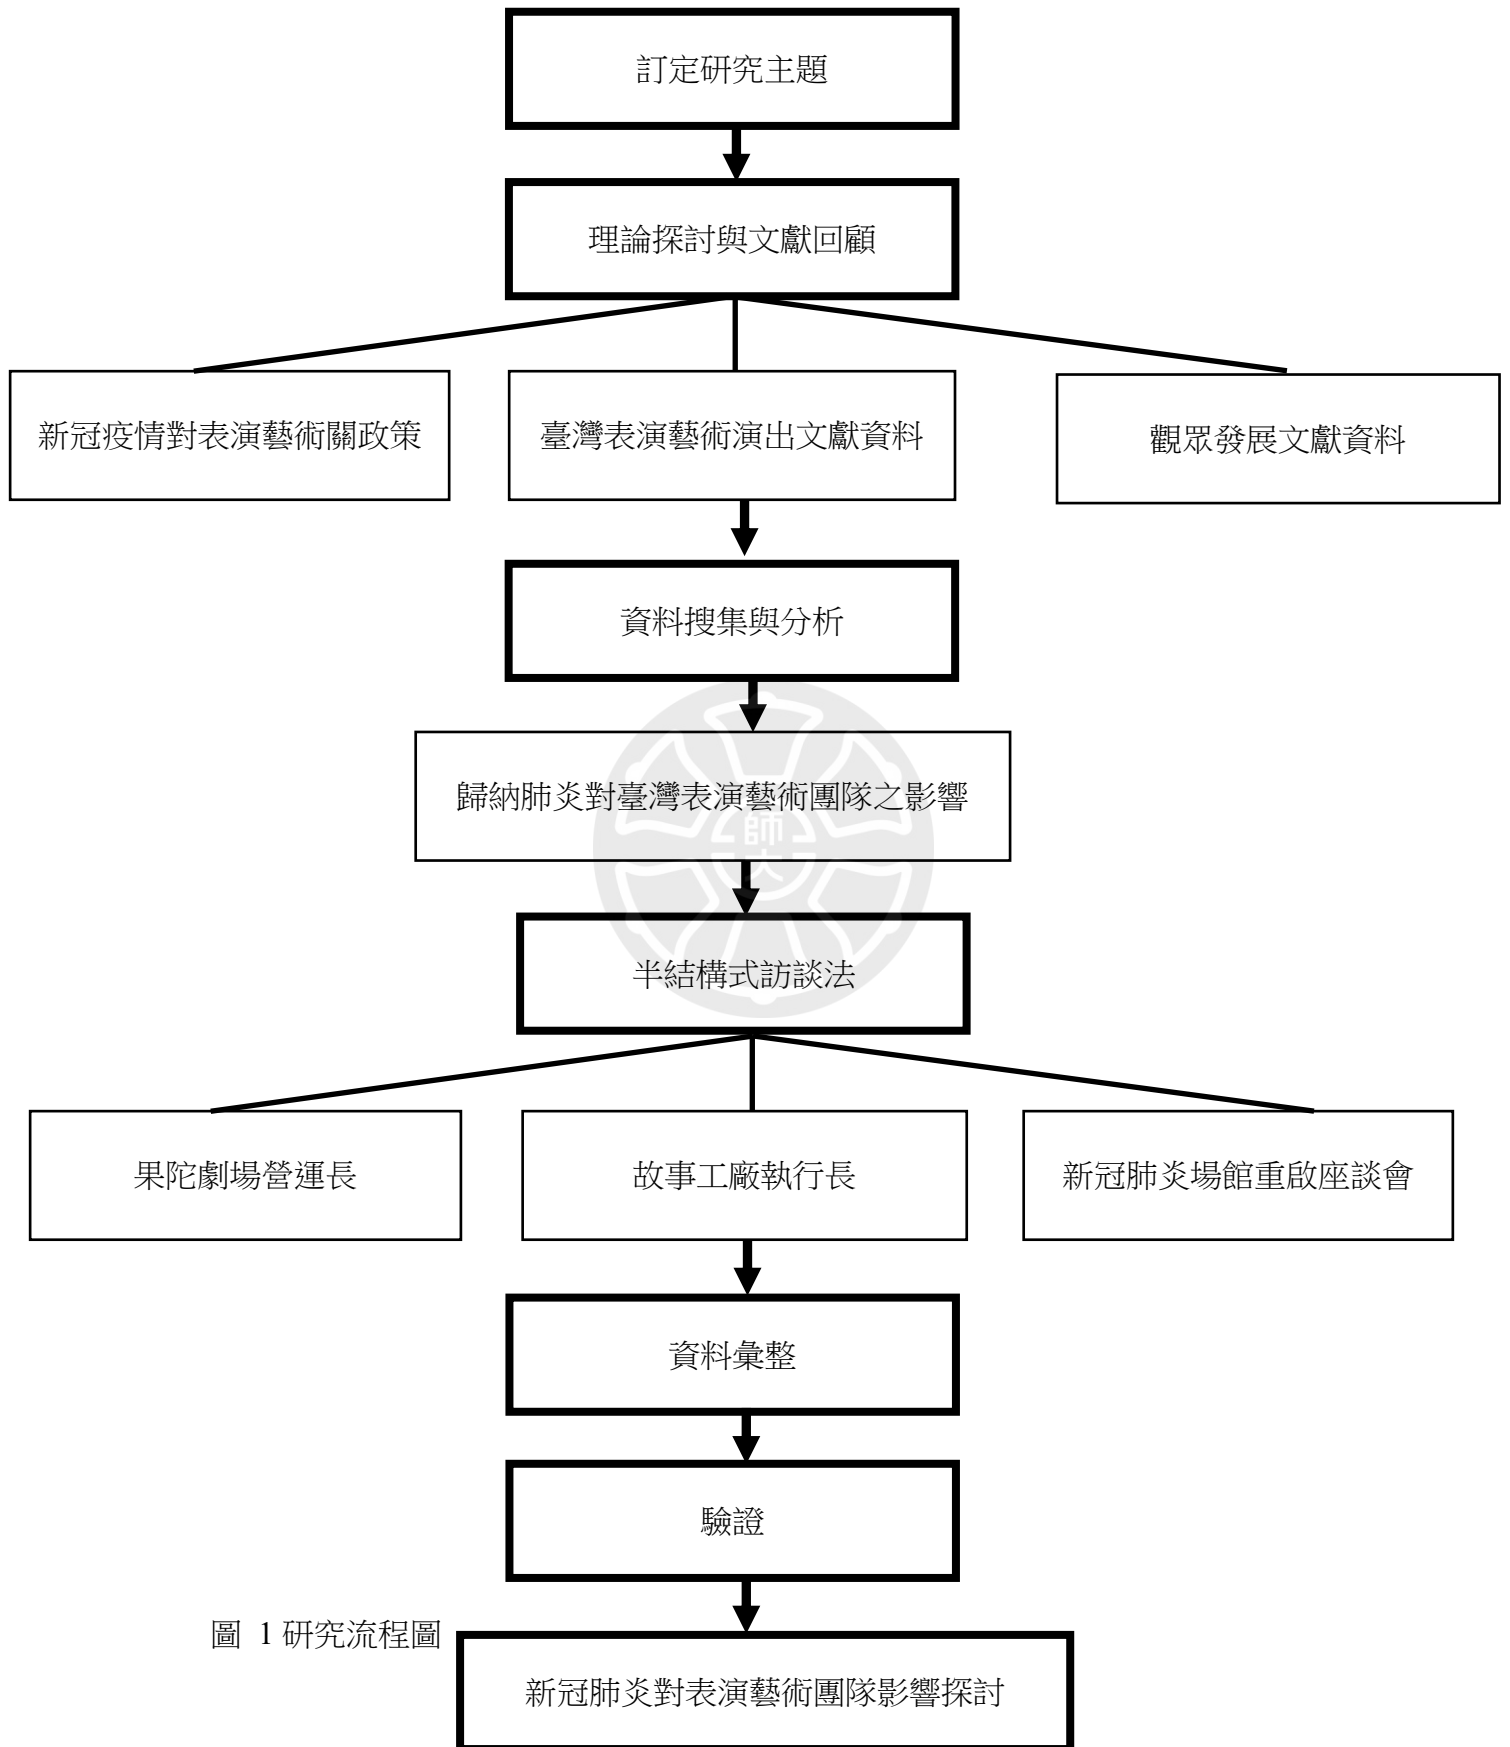 訂定研究主題
理論探討與文獻回顧
新冠疫情對表演藝術關政策
臺灣表演藝術演出文獻資料
觀眾發展文獻資料
資料搜集與分析
歸納肺炎對臺灣表演藝術團隊之影響
師大
半結構式訪談法
果陀劇場營運長
故事工廠執行長
新冠肺炎場館重啟座談會
資料彙整
驗證
圖 1 研究流程圖
新冠肺炎對表演藝術團隊影響探討